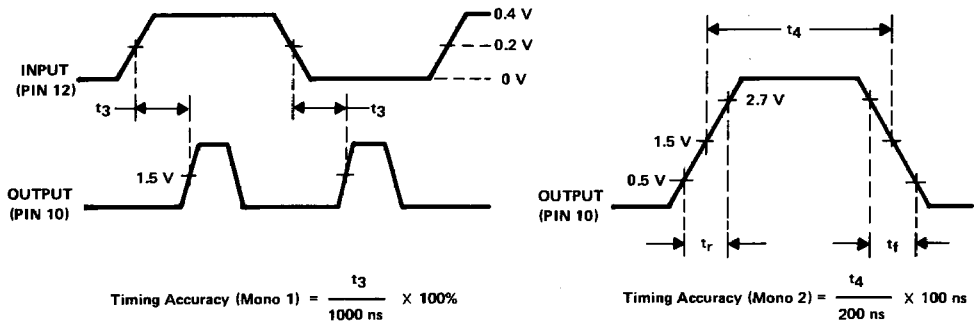 0.4 V
0.2 V
0 V
INPUT
(PIN 12)
t3
t3
1.5 V
OUTPUT
(PIN 10)
Timing Accuracy (Mono 1) = t3 / 1000 ns × 100%
t4
2.7 V
1.5 V
0.5 V
OUTPUT
(PIN 10)
tr
tf
Timing Accuracy (Mono 2) = t4 / 200 ns × 100 ns